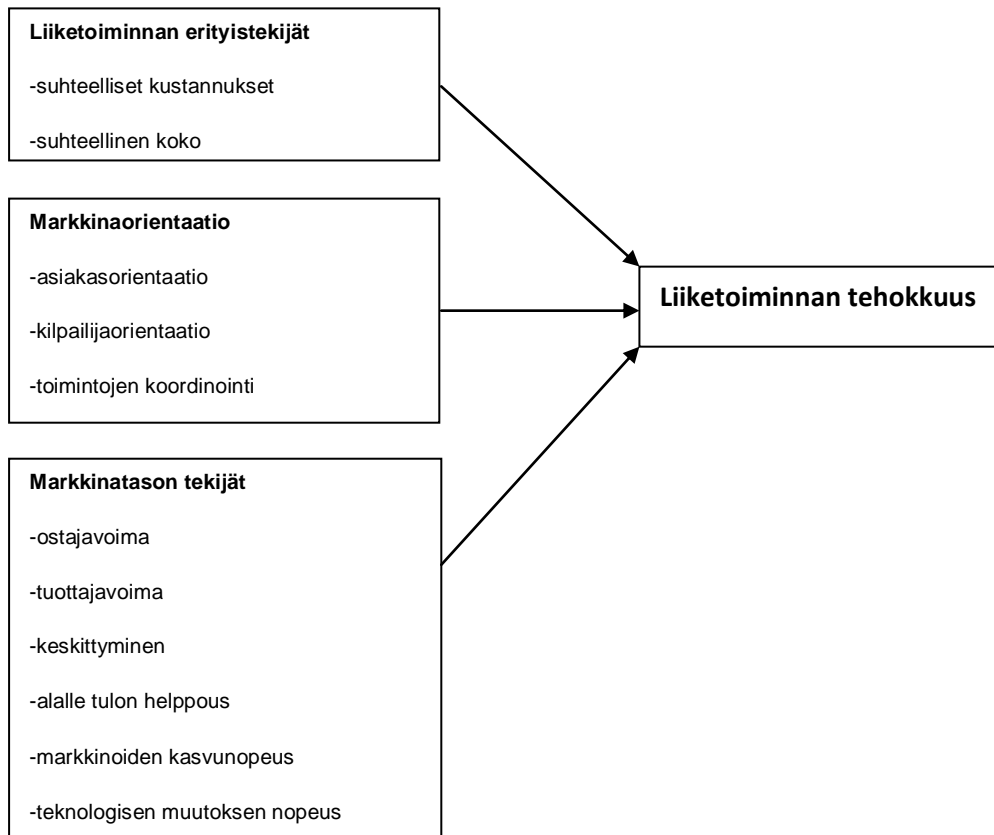 Liiketoiminnan erityistekijät
-suhteelliset kustannukset
-suhteellinen koko
Markkinaorientaatio
-asiakasorientaatio
-kilpailijaorientaatio
-toimintojen koordinointi
Liiketoiminnan tehokkuus
Markkinatason tekijät
-ostajavoima
-tuottajavoima
-keskittyminen
-alalle tulon helppous
-markkinoiden kasvunopeus
-teknologisen muutoksen nopeus